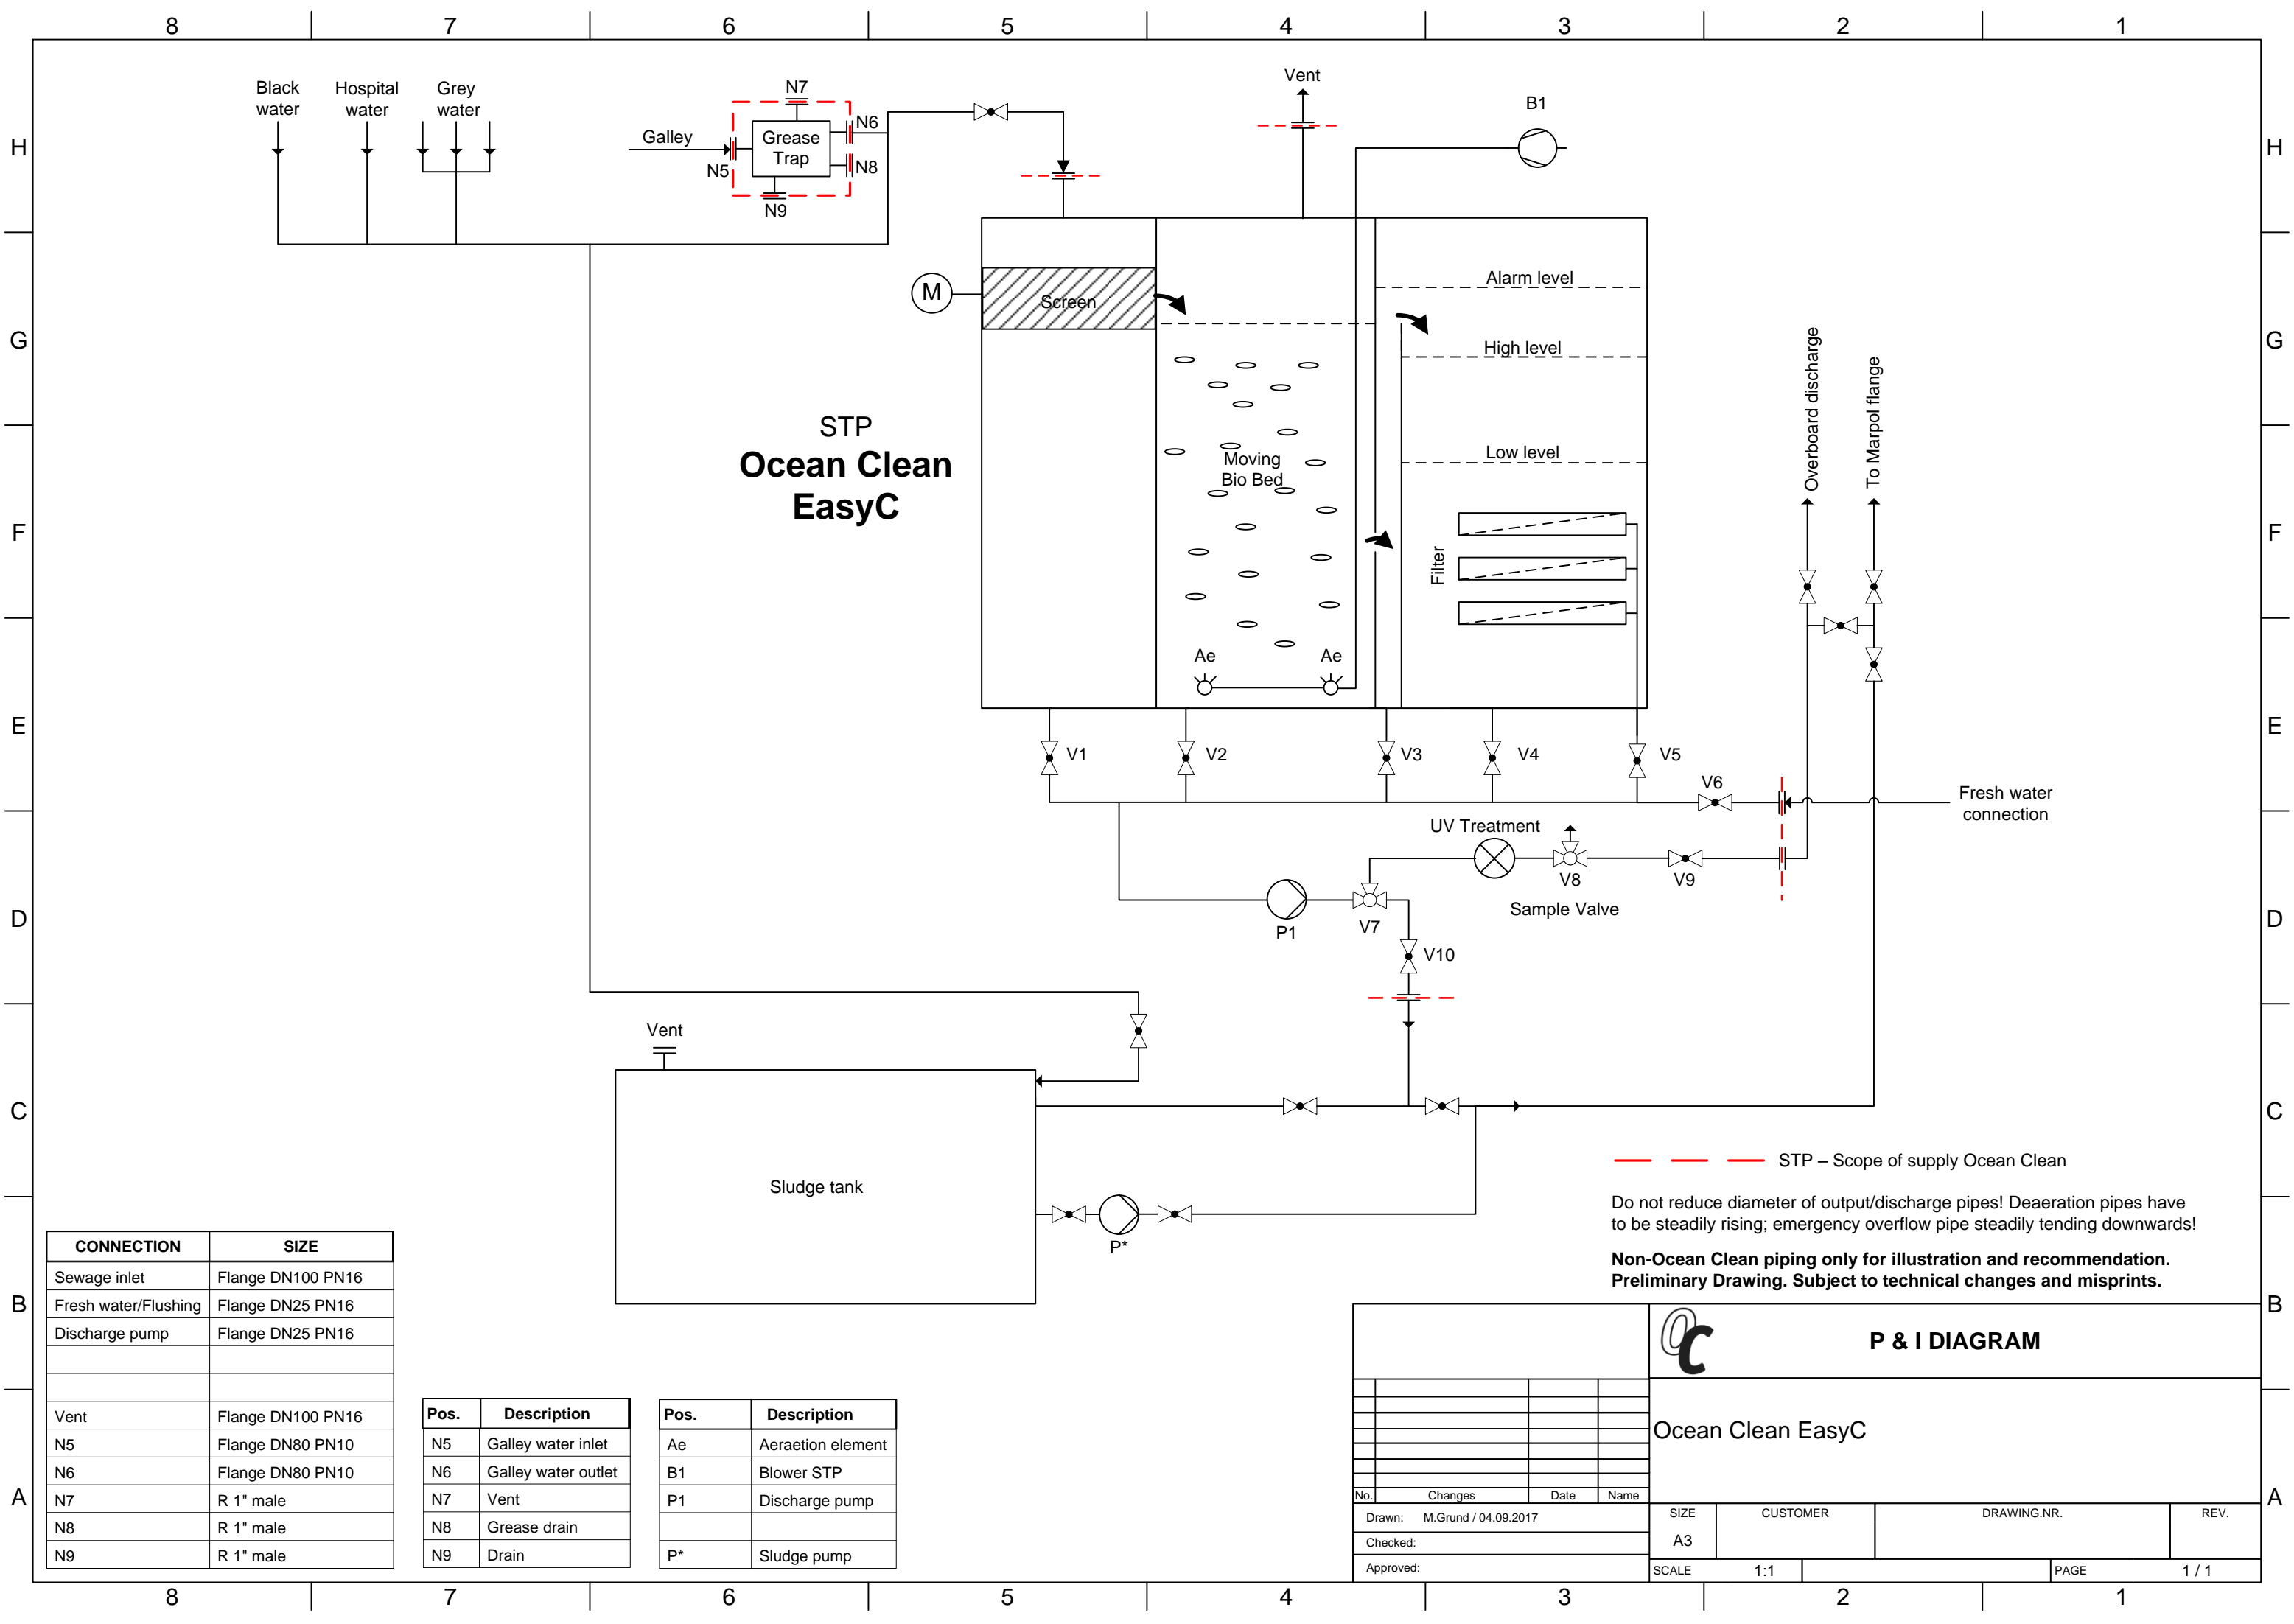 8 7 6 5 4 3 2 1
H
G
F
E
D
C
B
A
Black
water
Hospital
water
Grey
water
Galley
N7
N6
Grease
Trap
N5
N8
N9
Vent
B1
M
Screen
Alarm level
High level
Low level
STP
Ocean Clean
EasyC
Moving
Bio Bed
Filter
Ae
Ae
Overboard discharge
To Marpol flange
V1
V2
V3
V4
V5
V6
Fresh water
connection
UV Treatment
V8
V9
Sample Valve
P1
V7
V10
Vent
Sludge tank
P*
STP – Scope of supply Ocean Clean
Do not reduce diameter of output/discharge pipes! Deaeration pipes have
to be steadily rising; emergency overflow pipe steadily tending downwards!
Non-Ocean Clean piping only for illustration and recommendation.
Preliminary Drawing. Subject to technical changes and misprints.
CONNECTION SIZE
Sewage inlet Flange DN100 PN16
Fresh water/Flushing Flange DN25 PN16
Discharge pump Flange DN25 PN16
Vent Flange DN100 PN16
N5 Flange DN80 PN10
N6 Flange DN80 PN10
N7 R 1" male
N8 R 1" male
N9 R 1" male
Pos. Description
N5 Galley water inlet
N6 Galley water outlet
N7 Vent
N8 Grease drain
N9 Drain
Pos. Description
Ae Aeraetion element
B1 Blower STP
P1 Discharge pump
P* Sludge pump
OC
P & I DIAGRAM
Ocean Clean EasyC
No. Changes Date Name
Drawn: M.Grund / 04.09.2017
Checked:
Approved:
SIZE
A3
CUSTOMER
DRAWING.NR.
REV.
SCALE 1:1
PAGE 1 / 1
H
G
F
E
D
C
B
A
8 7 6 5 4 3 2 1